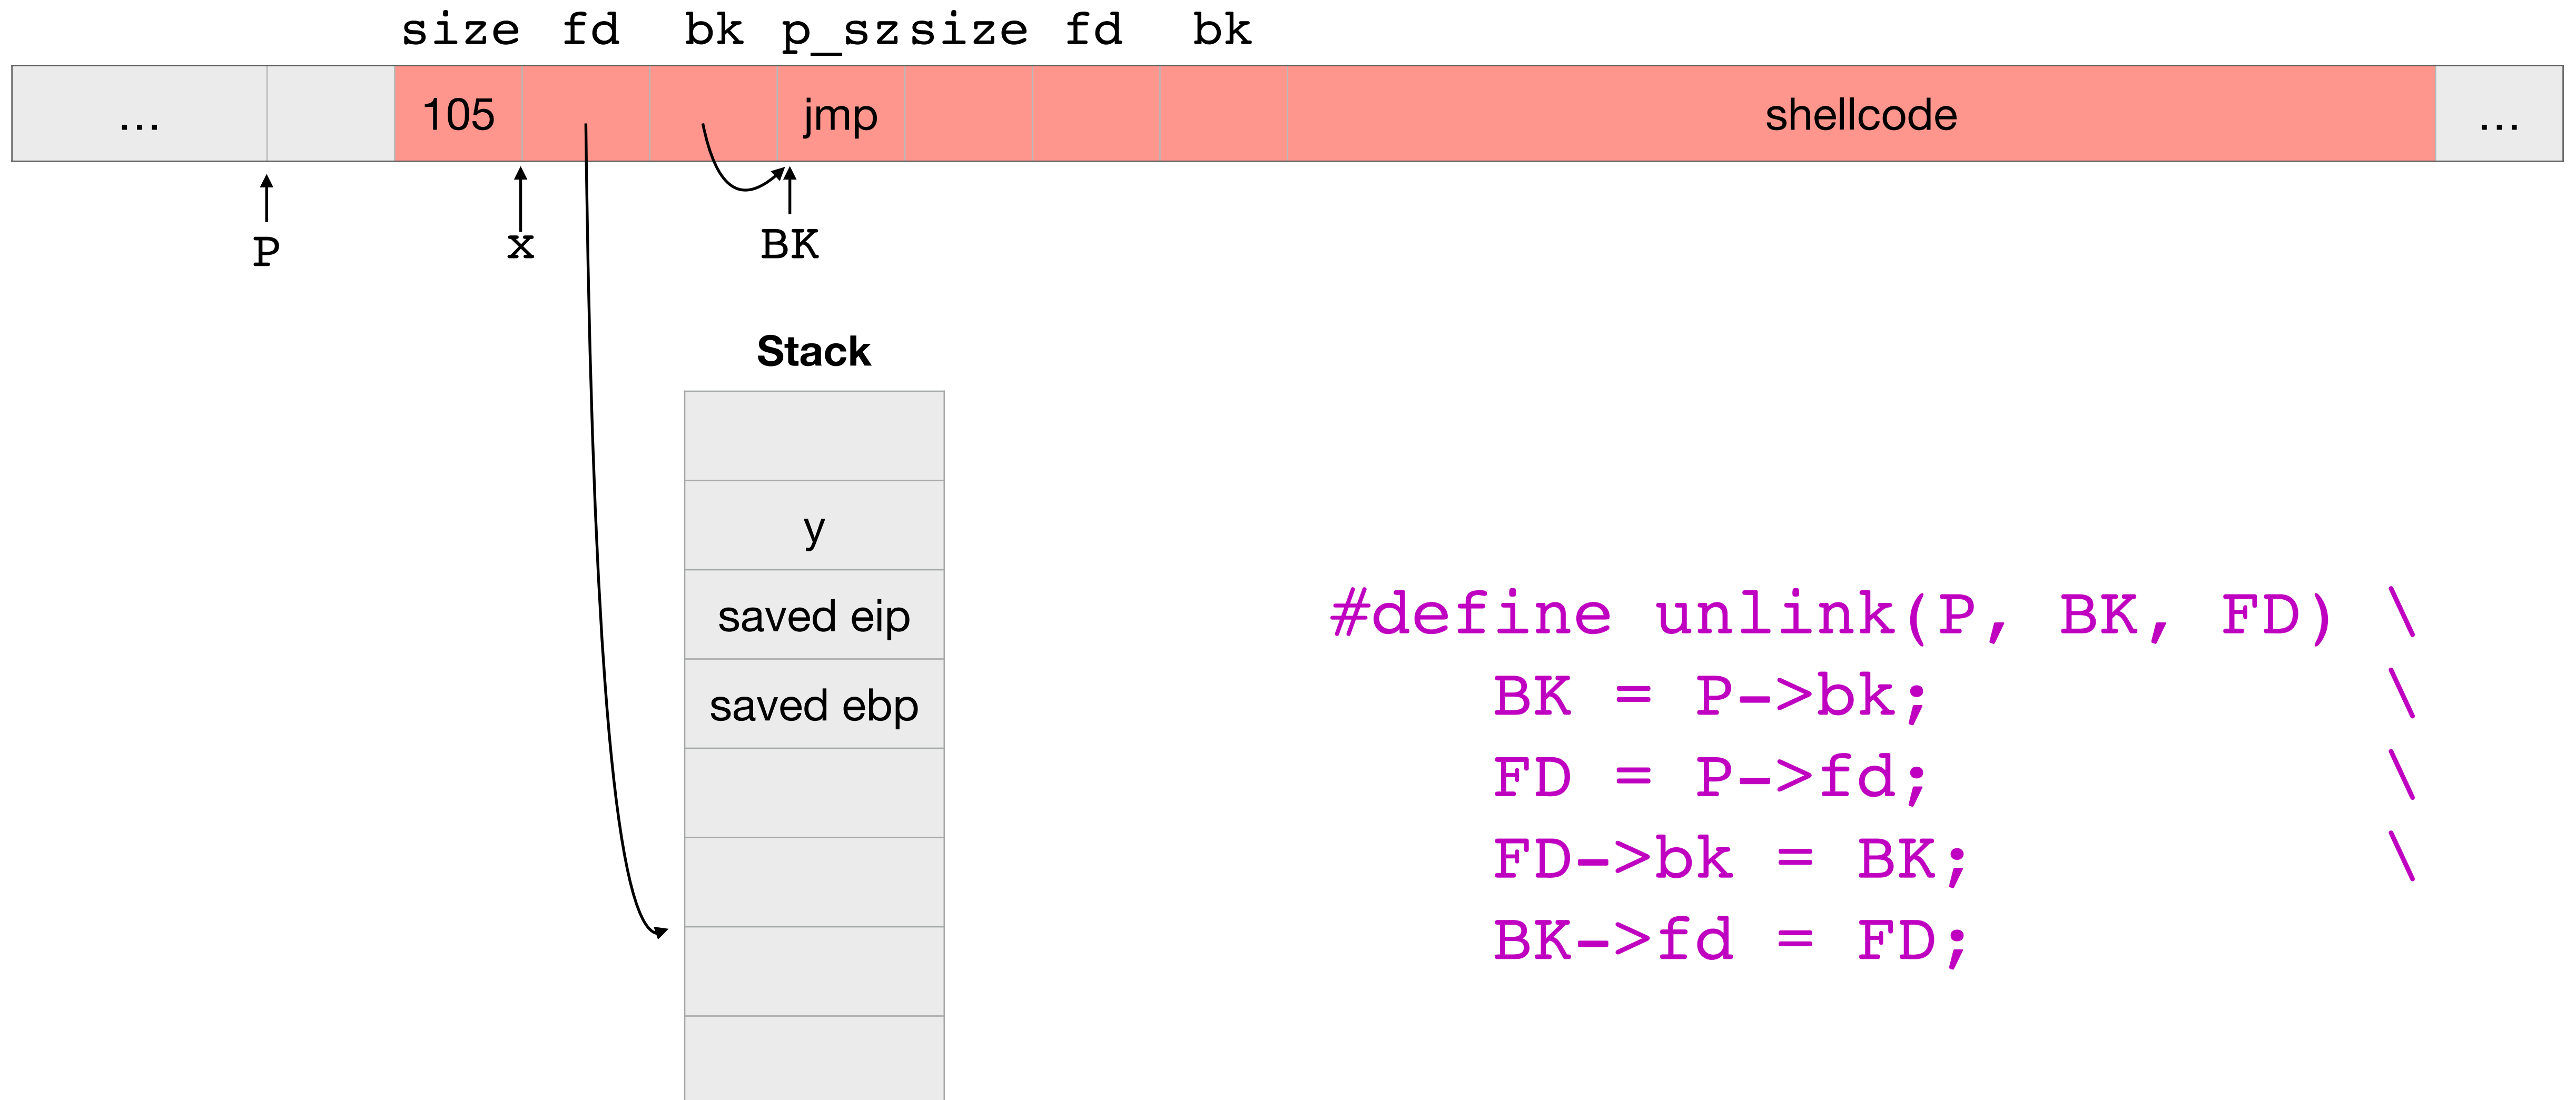 size fd bk p_sz size fd bk
... 105 jmp shellcode ...
P x BK
Stack
y
saved eip
saved ebp
#define unlink(P, BK, FD) \
BK = P->bk; \
FD = P->fd; \
FD->bk = BK; \
BK->fd = FD;